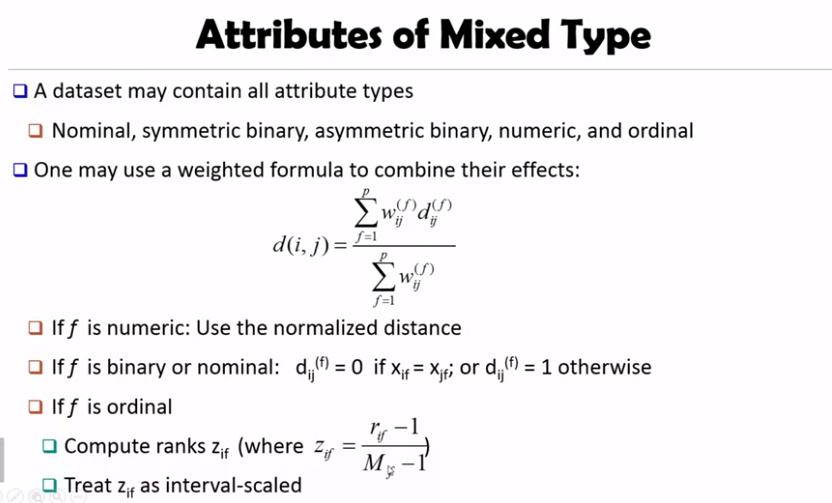 Attributes of Mixed Type
❑ A dataset may contain all attribute types
❑ Nominal, symmetric binary, asymmetric binary, numeric, and ordinal
❑ One may use a weighted formula to combine their effects:
d(i, j) = \frac{\sum_{f=1}^{p} w_{ij}^{(f)} d_{ij}^{(f)}}{\sum_{f=1}^{p} w_{ij}^{(f)}}
❑ If f is numeric: Use the normalized distance
❑ If f is binary or nominal: d_{ij}^{(f)} = 0 if x_{if} = x_{jf}; or d_{ij}^{(f)} = 1 otherwise
❑ If f is ordinal
❑ Compute ranks z_{if} (where z_{if} = \frac{r_{if} - 1}{M_{f} - 1})
❑ Treat z_{if} as interval-scaled